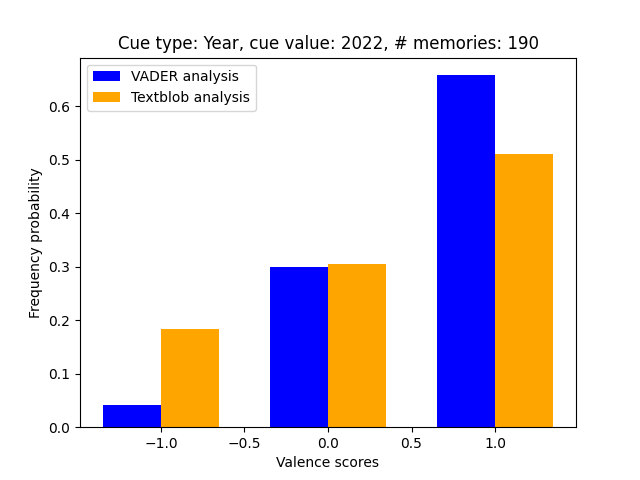 Cue type: Year, cue value: 2022, # memories: 190
VADER analysis
Textblob analysis
Frequency probability
0.6
0.5
0.4
0.3
0.2
0.1
0.0
−1.0 −0.5 0.0 0.5 1.0
Valence scores